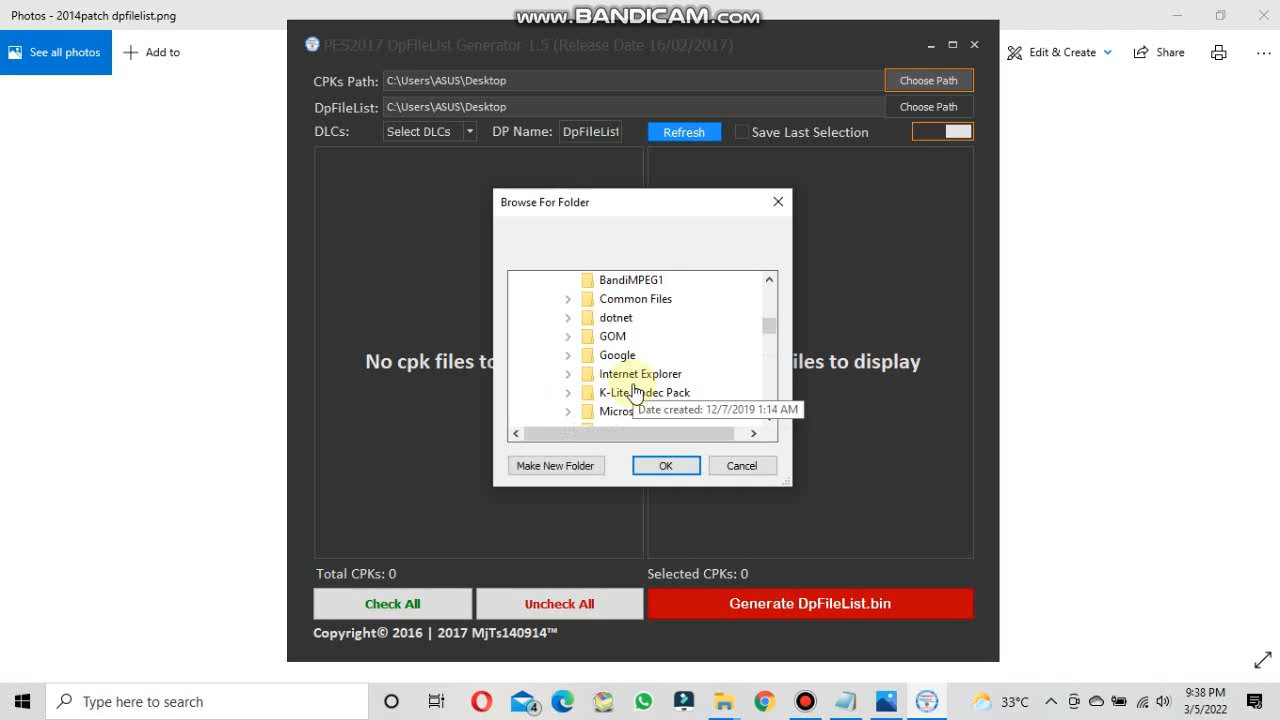 Photos - 2014patch dpfilelist.png
www.BANDICAM.com
See all photos
Add to
Edit & Create
Share
PES2017 DpFileList Generator 1.5 (Release Date 16/02/2017)
CPKs Path: C:\Users\ASUS\Desktop Choose Path
DpFileList: C:\Users\ASUS\Desktop Choose Path
DLCs: Select DLCs DP Name: DpFileList Refresh Save Last Selection
Browse For Folder
BandiMPEG1
Common Files
dotnet
GOM
Google
Internet Explorer
K-Lite Codec Pack
Micros
Date created: 12/7/2019 1:14 AM
Make New Folder OK Cancel
No cpk files to
iles to display
Total CPKs: 0
Selected CPKs: 0
Check All Uncheck All Generate DpFileList.bin
Copyright© 2016 | 2017 MjTs140914™
Type here to search
4
33°C
9:38 PM
3/5/2022